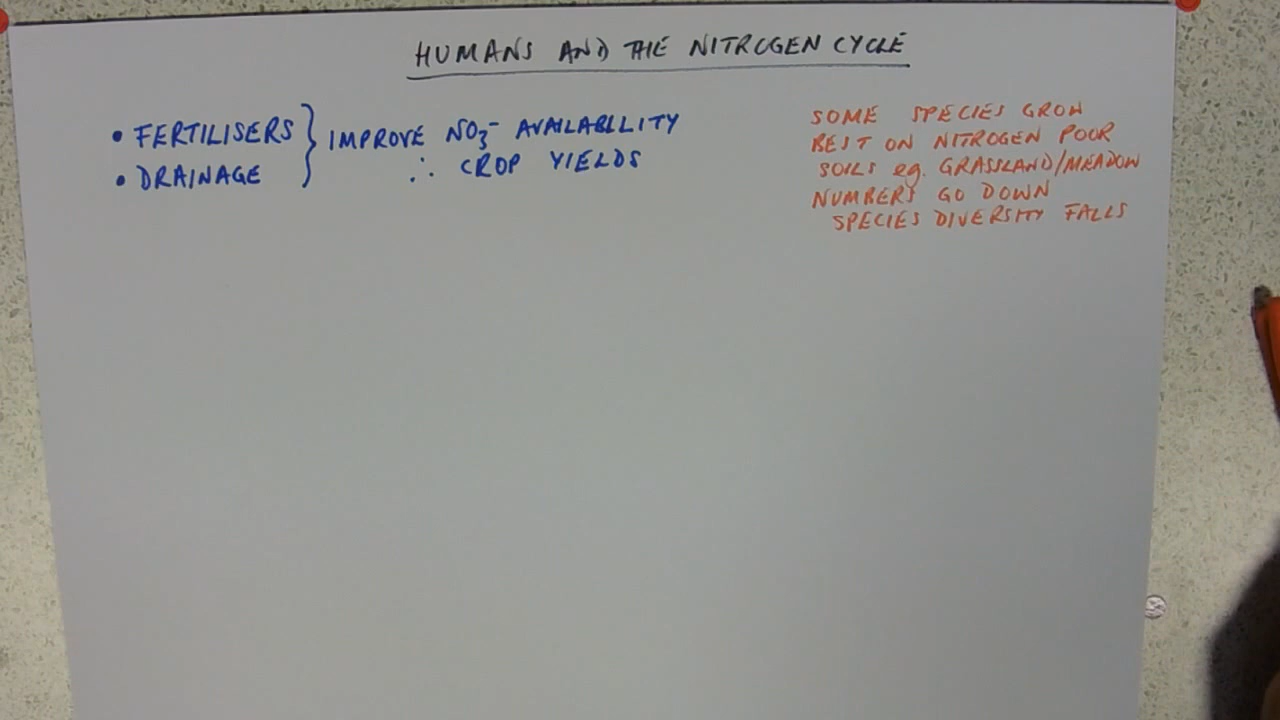 HUMANS AND THE NITROGEN CYCLE
• FERTILISERS } IMPROVE NO3- AVAILABILITY
• DRAINAGE ∴ CROP YIELDS
SOME SPECIES GROW
BEST ON NITROGEN POOR
SOILS eg. GRASSLAND/MEADOW
NUMBERS GO DOWN
SPECIES DIVERSITY FALLS